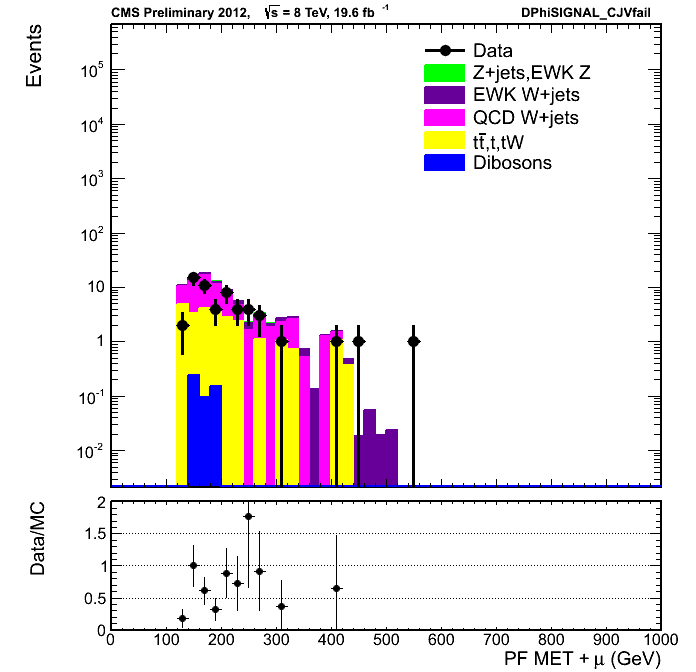 CMS Preliminary 2012, √s = 8 TeV, 19.6 fb⁻¹ DPhiSIGNAL_CJVfail
Events
Data
Z+jets,EWK Z
EWK W+jets
QCD W+jets
tt̄,t,tW
Dibosons
10⁵
10⁴
10³
10²
10
1
10⁻¹
10⁻²
Data/MC
2
1.5
1
0.5
0
0 100 200 300 400 500 600 700 800 900 1000
PF MET + μ (GeV)